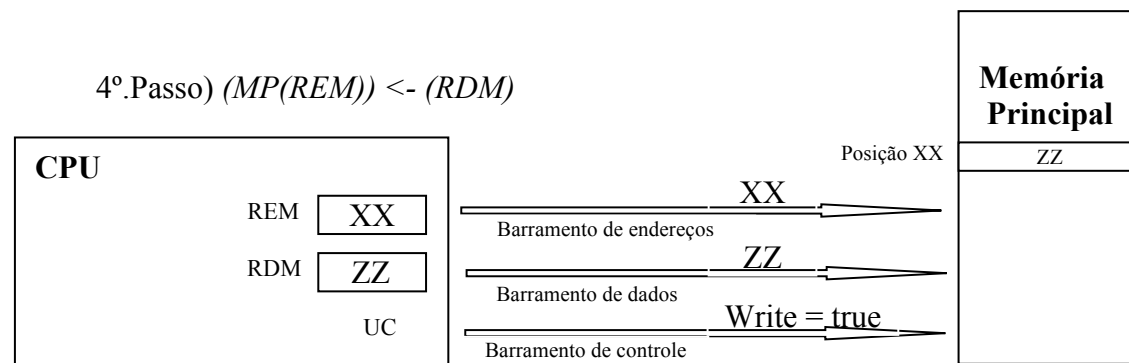 4º.Passo) (MP(REM)) <- (RDM)
Memória
Principal
Posição XX
ZZ
CPU
REM
XX
XX
Barramento de endereços
RDM
ZZ
ZZ
Barramento de dados
UC
Write = true
Barramento de controle